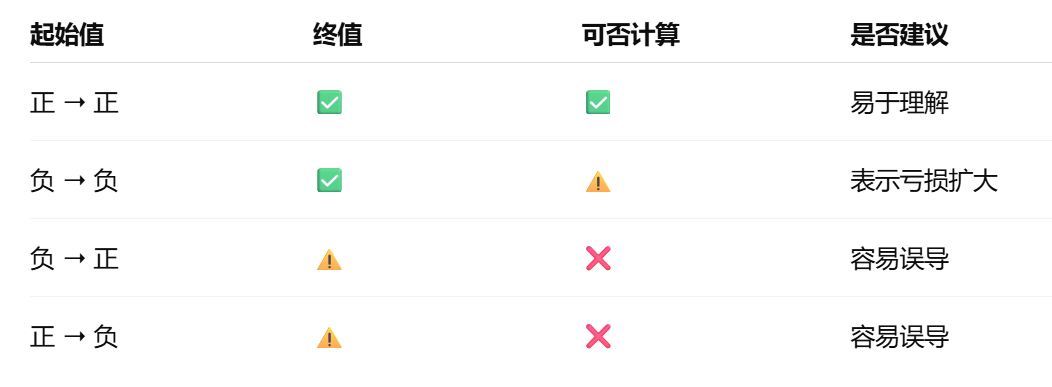 起始值 终值 可否计算 是否建议
正 → 正 ✅ ✅ 易于理解
负 → 负 ✅ ⚠️ 表示亏损扩大
负 → 正 ⚠️ ❌ 容易误导
正 → 负 ⚠️ ❌ 容易误导